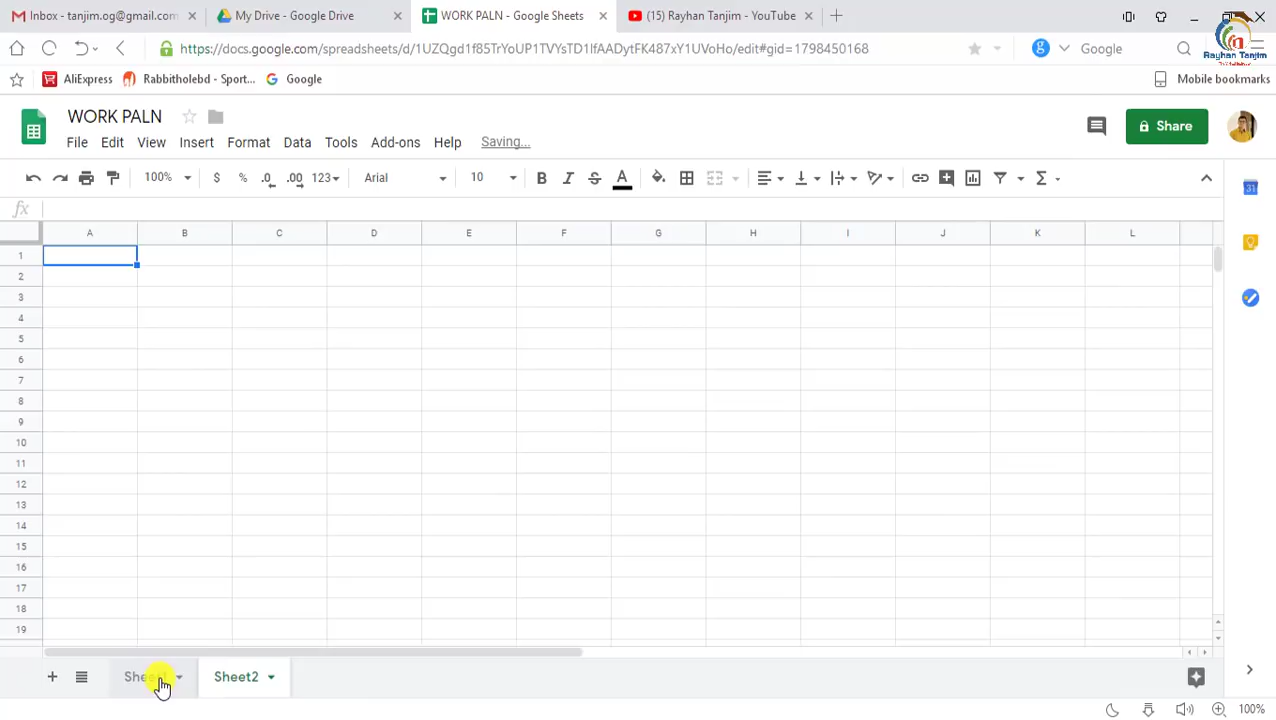 Inbox - tanjim.og@gmail.com
My Drive - Google Drive
WORK PALN - Google Sheets
(15) Rayhan Tanjim - YouTube
https://docs.google.com/spreadsheets/d/1UZQgd1f85TrYoUP1TVYsTD1IfAADytFK487xY1UVoHo/edit#gid=1798450168
Google
Rayhan Tanjim
AliExpress
Rabbitholebd - Sport...
Google
Mobile bookmarks
WORK PALN
Share
File Edit View Insert Format Data Tools Add-ons Help Saving...
100% $ % .0 .00 123 Arial 10 B I S A
fx
A B C D E F G H I J K L
1
2
3
4
5
6
7
8
9
10
11
12
13
14
15
16
17
18
19
Sheet2
100%